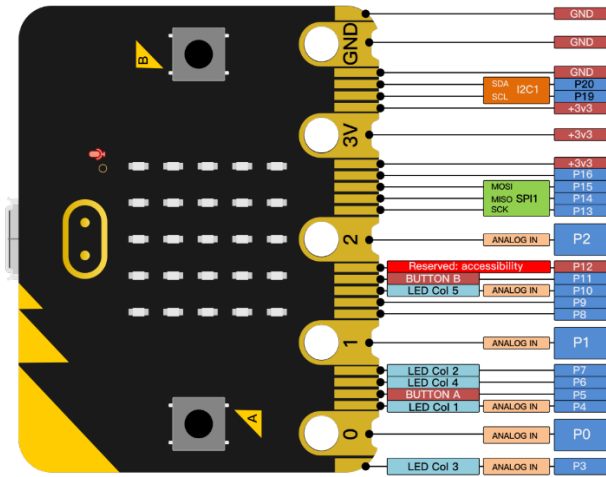 GND
GND GND
B
GND
SDA P20
I2C1
SCL P19
+3v3
3V +3v3
+3v3
P16
MOSI P15
MISO SPI1 P14
SCK P13
2 ANALOG IN P2
Reserved: accessibility P12
BUTTON B P11
LED Col 5 ANALOG IN P10
P9
P8
1 ANALOG IN P1
LED Col 2 P7
LED Col 4 P6
BUTTON A P5
LED Col 1 ANALOG IN P4
A
0 ANALOG IN P0
LED Col 3 ANALOG IN P3